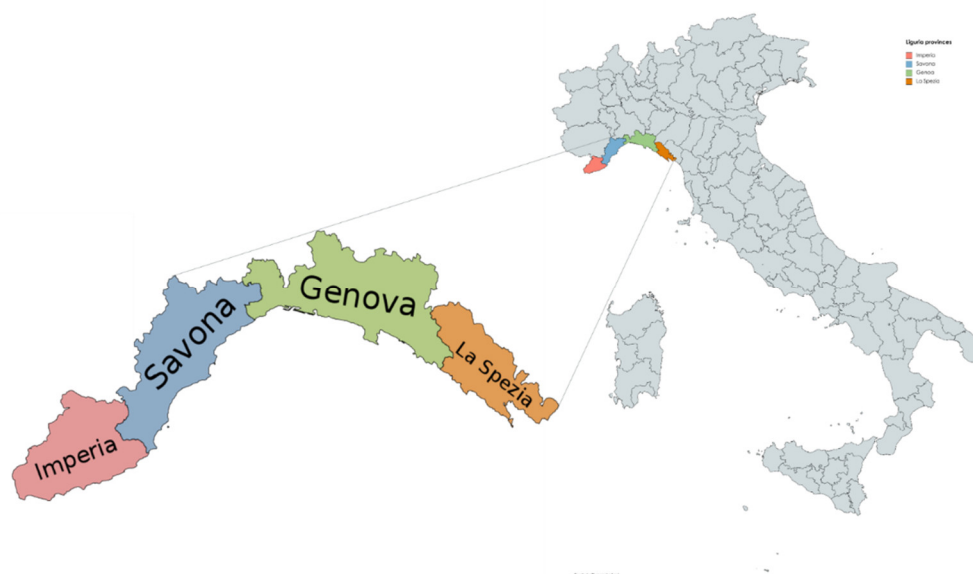 Liguria provinces
Imperia
Savona
Genoa
La Spezia
Genova
Savona
La Spezia
Imperia